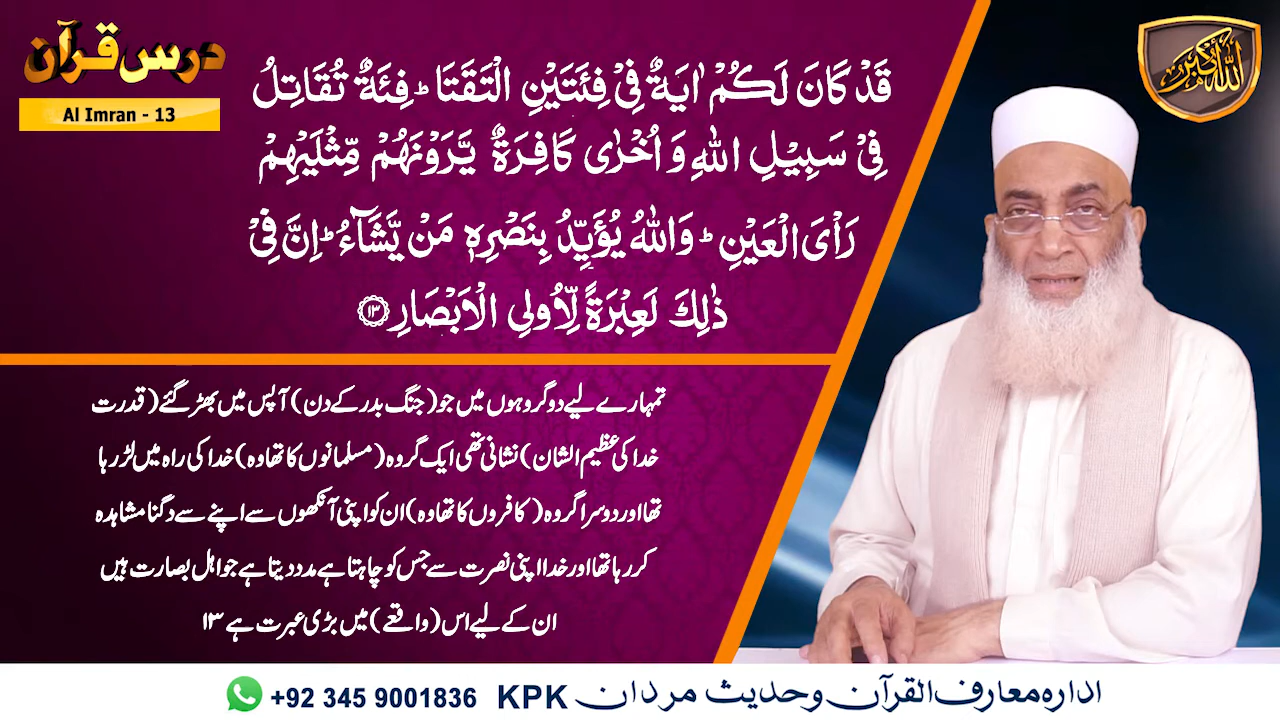 درس قرآن
Al Imran - 13
اللہ اکبر
قَدْ كَانَ لَكُمْ اٰيَةٌ فِيْ فِئَتَيْنِ الْتَقَتَا ؕ فِئَةٌ تُقَاتِلُ
فِيْ سَبِيْلِ اللّٰهِ وَ اُخْرٰى كَافِرَةٌ يَّرَوْنَهُمْ مِّثْلَيْهِمْ
رَاْيَ الْعَيْنِ ؕ وَاللّٰهُ يُؤَيِّدُ بِنَصْرِهٖ مَنْ يَّشَآءُ ؕ اِنَّ فِيْ
ذٰلِكَ لَعِبْرَةً لِّاُولِي الْاَبْصَارِ ۱۳
تمہارے لیے دو گروہوں میں جو (جنگ بدر کے دن) آپس میں بھڑ گئے (قدرت
خدا کی عظیم الشان) نشانی تھی ایک گروہ (مسلمانوں کا تھا وہ) خدا کی راہ میں لڑ رہا
تھا اور دوسرا گروہ (کافروں کا تھا وہ) ان کو اپنی آنکھوں سے اپنے سے دگنا مشاہدہ
کر رہا تھا اور خدا اپنی نصرت سے جس کو چاہتا ہے مدد دیتا ہے جو اہل بصارت ہیں
ان کے لیے اس (واقعے) میں بڑی عبرت ہے ۱۳
ادارہ معارف القرآن وحدیث مردان KPK +92 345 9001836